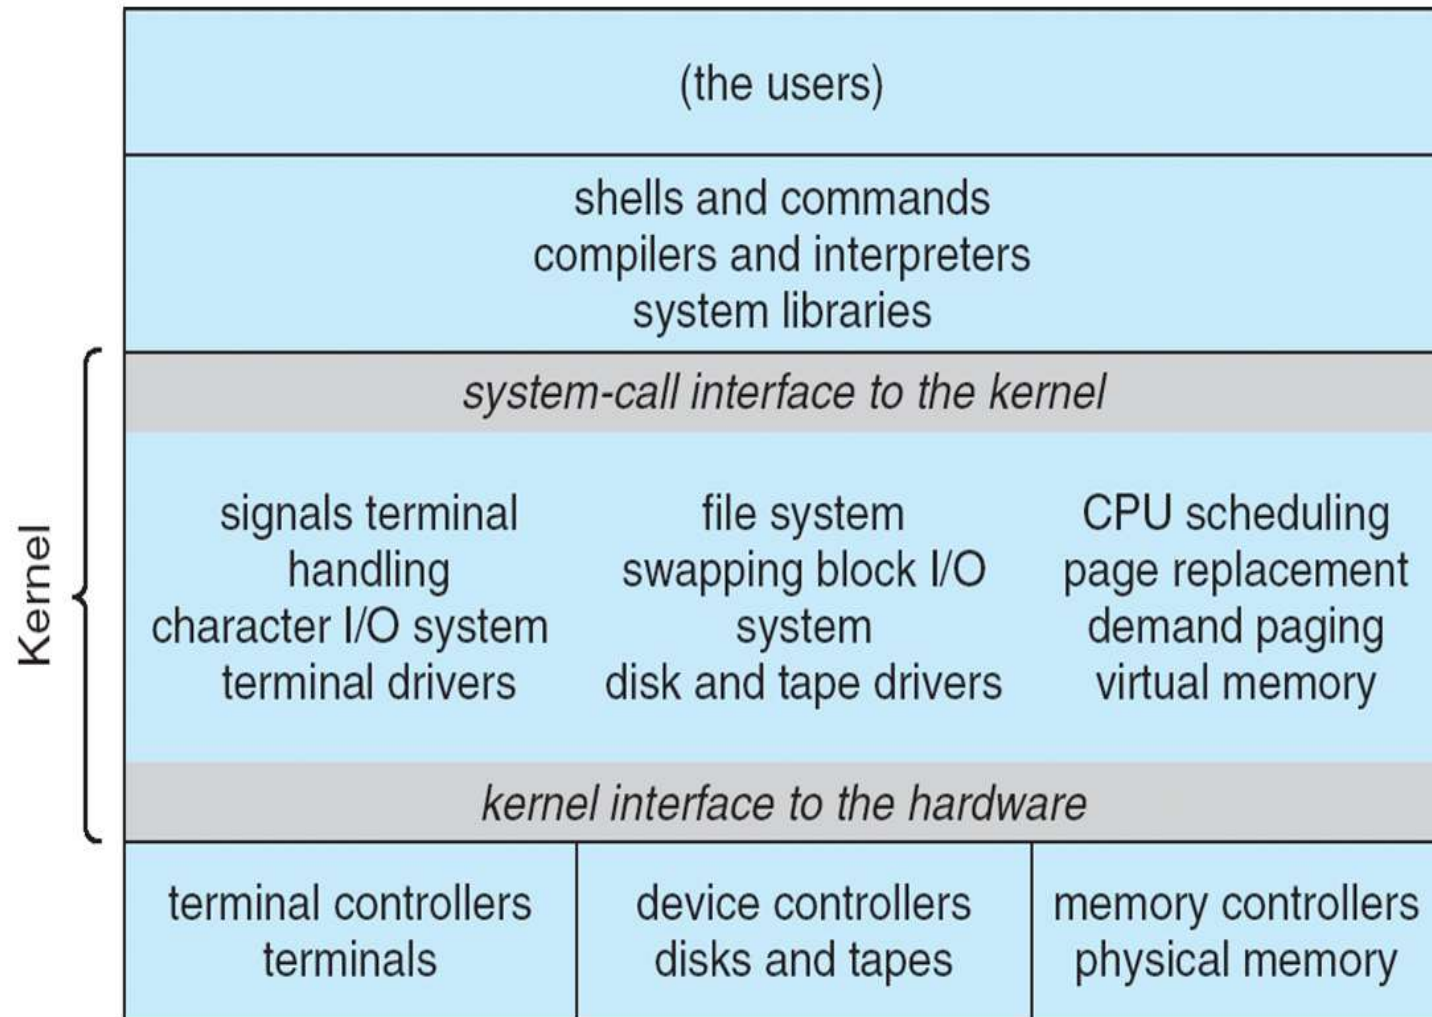 (the users)
shells and commands
compilers and interpreters
system libraries
Kernel
system-call interface to the kernel
signals terminal
handling
character I/O system
terminal drivers
file system
swapping block I/O
system
disk and tape drivers
CPU scheduling
page replacement
demand paging
virtual memory
kernel interface to the hardware
terminal controllers
terminals
device controllers
disks and tapes
memory controllers
physical memory